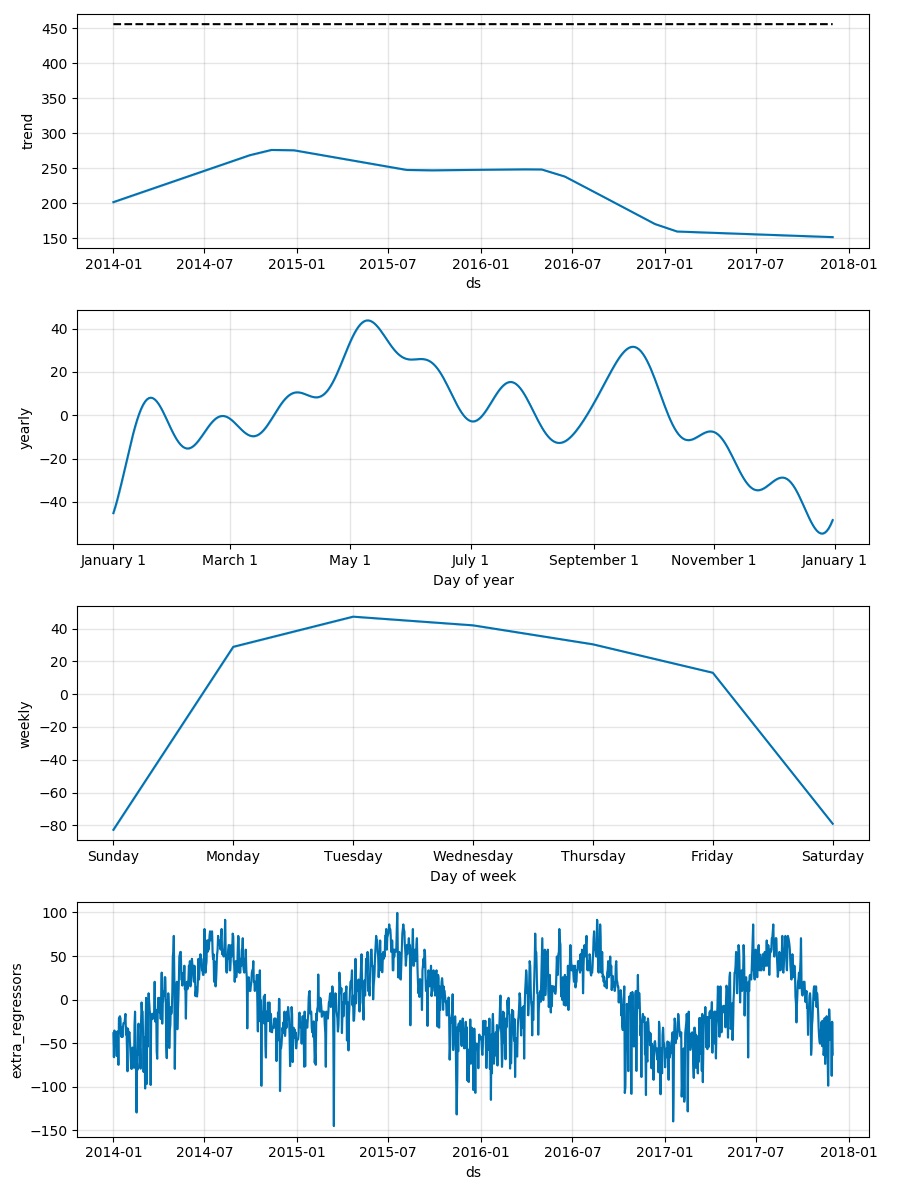 450
400
350
300
250
200
150
trend
2014-01 2014-07 2015-01 2015-07 2016-01 2016-07 2017-01 2017-07 2018-01
ds
40
20
0
−20
−40
yearly
January 1 March 1 May 1 July 1 September 1 November 1 January 1
Day of year
40
20
0
−20
−40
−60
−80
weekly
Sunday Monday Tuesday Wednesday Thursday Friday Saturday
Day of week
100
50
0
−50
−100
−150
extra_regressors
2014-01 2014-07 2015-01 2015-07 2016-01 2016-07 2017-01 2017-07 2018-01
ds